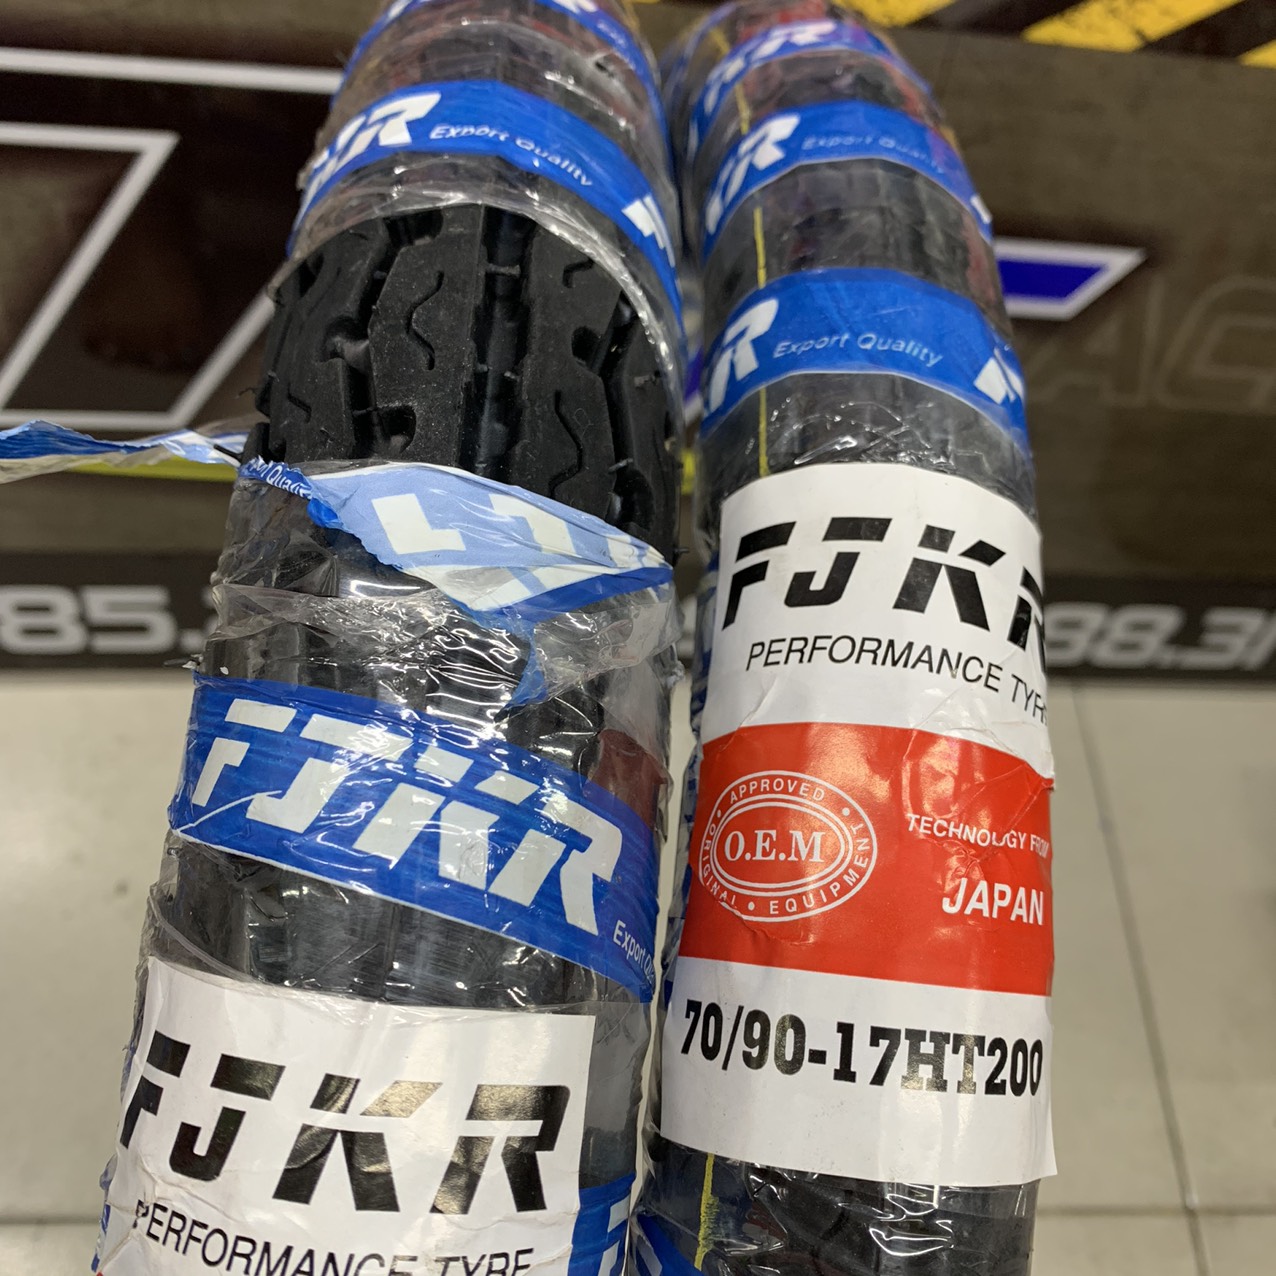 FJKR
Export Quality
Export Quality
Export Quality
FJKR
Export
FJKR
PERFORMANCE TYRE
FJKR
PERFORMANCE TYRE
APPROVED
O.E.M
ORIGINAL • EQUIPMENT
TECHNOLOGY FROM
JAPAN
70/90-17HT200